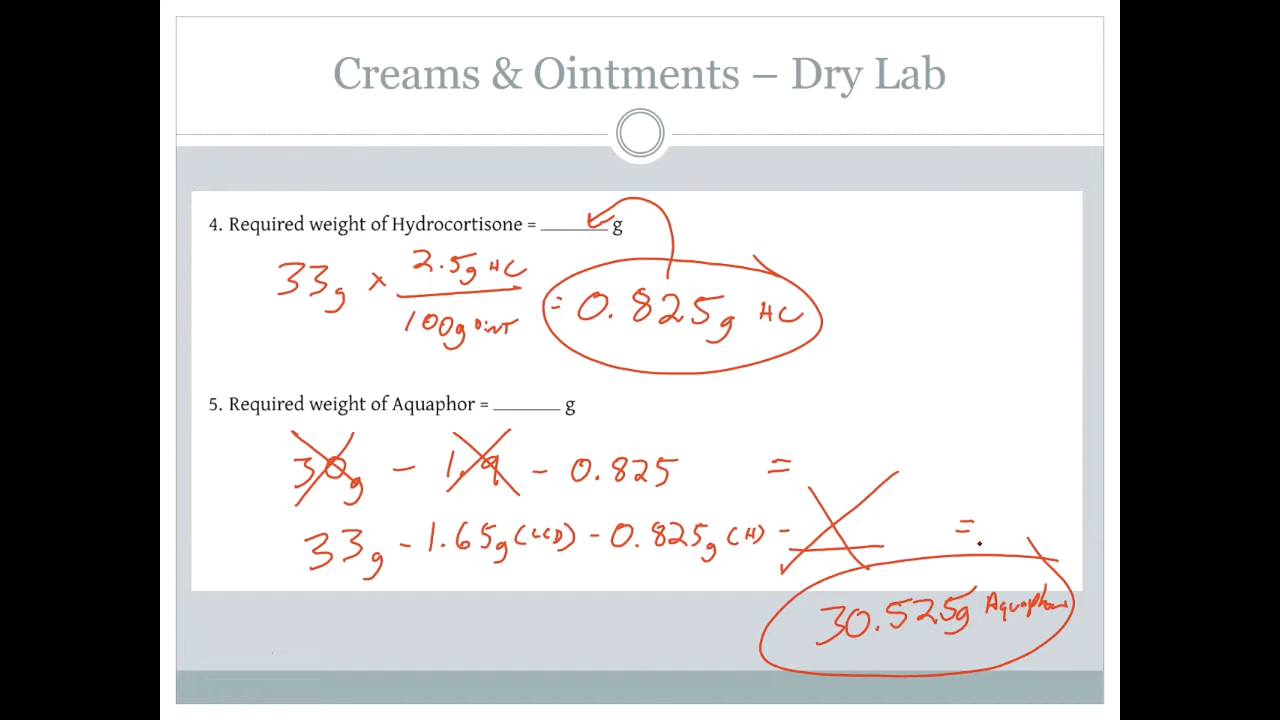 Creams & Ointments – Dry Lab
4. Required weight of Hydrocortisone = ________ g
33g × 2.5g HC
100g oint
= 0.825g HC
5. Required weight of Aquaphor = ________ g
30g - 1.9 - 0.825 =
33g - 1.65g (LCD) - 0.825g (H) - =
30.525g Aquaphor